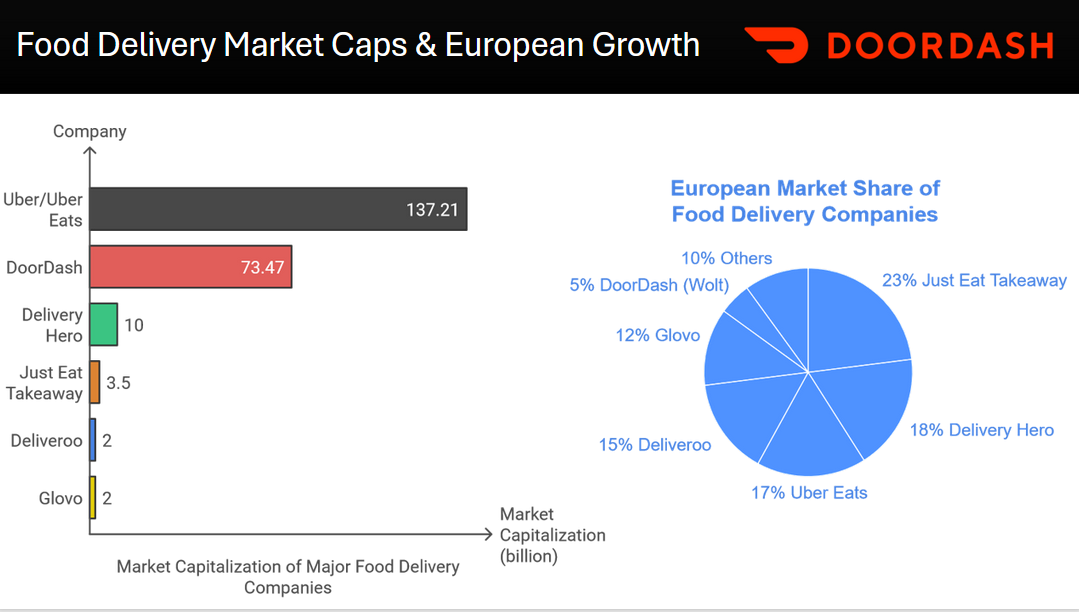 Food Delivery Market Caps & European Growth
DOORDASH
Company
Uber/Uber
Eats
137.21
DoorDash
73.47
Delivery
Hero
10
Just Eat
Takeaway
3.5
Deliveroo
2
Glovo
2
Market
Capitalization
(billion)
Market Capitalization of Major Food Delivery
Companies
European Market Share of
Food Delivery Companies
10% Others
23% Just Eat Takeaway
5% DoorDash (Wolt)
12% Glovo
18% Delivery Hero
15% Deliveroo
17% Uber Eats